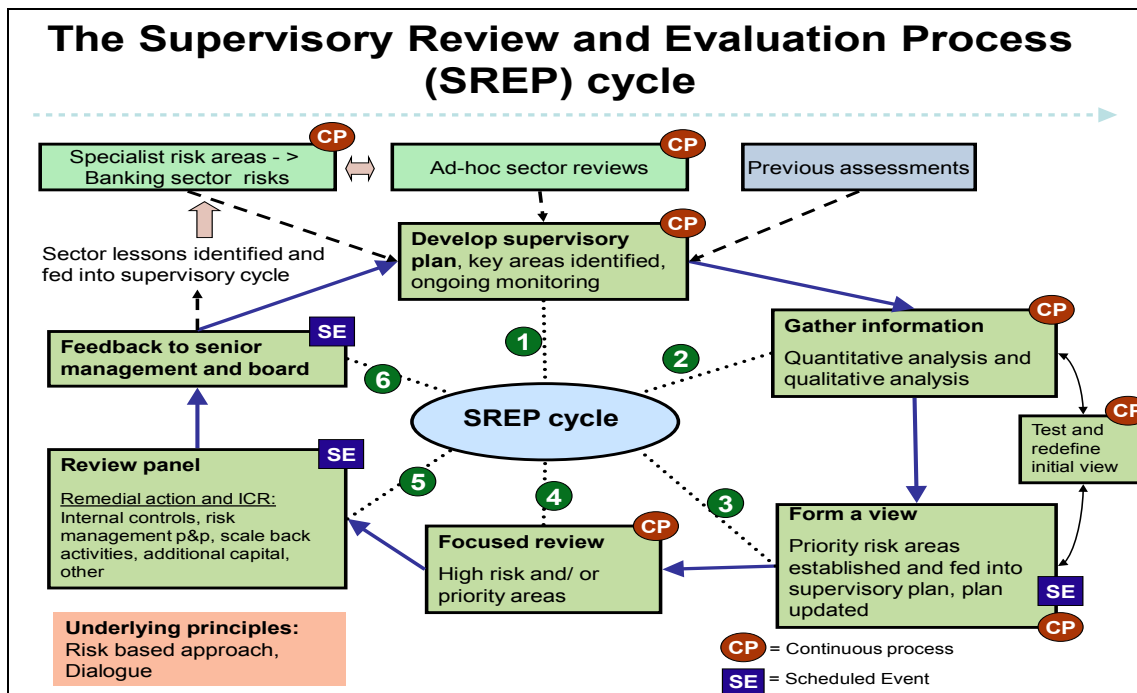 The Supervisory Review and Evaluation Process
(SREP) cycle
CP
Specialist risk areas - >
Banking sector risks
CP
Ad-hoc sector reviews
Previous assessments
Sector lessons identified and
fed into supervisory cycle
CP
Develop supervisory
plan, key areas identified,
ongoing monitoring
1
2
CP
Gather information
Quantitative analysis and
qualitative analysis
SE
Feedback to senior
management and board
6
SREP cycle
CP
Test and
redefine
initial view
SE
Review panel
Remedial action and ICR:
Internal controls, risk
management p&p, scale back
activities, additional capital,
other
5
4
3
CP
Focused review
High risk and/ or
priority areas
Form a view
Priority risk areas
established and fed into
supervisory plan, plan
updated
SE
CP
Underlying principles:
Risk based approach,
Dialogue
CP = Continuous process
SE = Scheduled Event